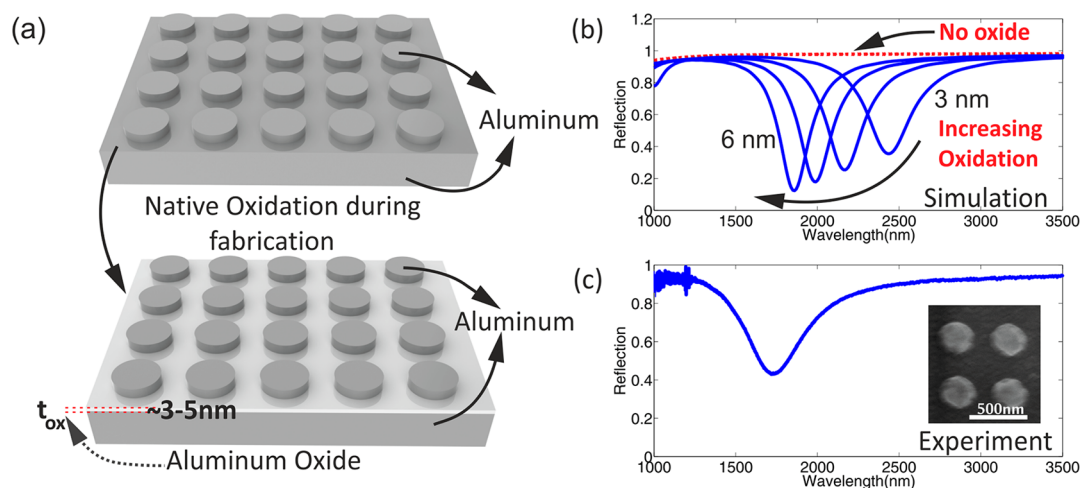 (a)
Aluminum
Native Oxidation during
fabrication
Aluminum
t
ox
~3-5nm
Aluminum Oxide
(b)
No oxide
3 nm
6 nm
Increasing
Oxidation
Simulation
Reflection
1.2
1
0.8
0.6
0.4
0.2
0
1000 1500 2000 2500 3000 3500
Wavelength(nm)
(c)
Reflection
1
0.8
0.6
0.4
0.2
0
500nm
Experiment
1000 1500 2000 2500 3000 3500
Wavelength(nm)